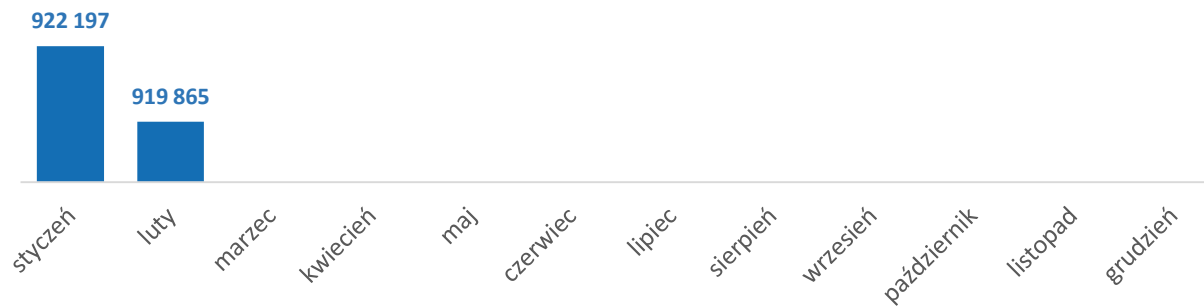 922 197
919 865
styczeń
luty
marzec
kwiecień
maj
czerwiec
lipiec
sierpień
wrzesień
październik
listopad
grudzień